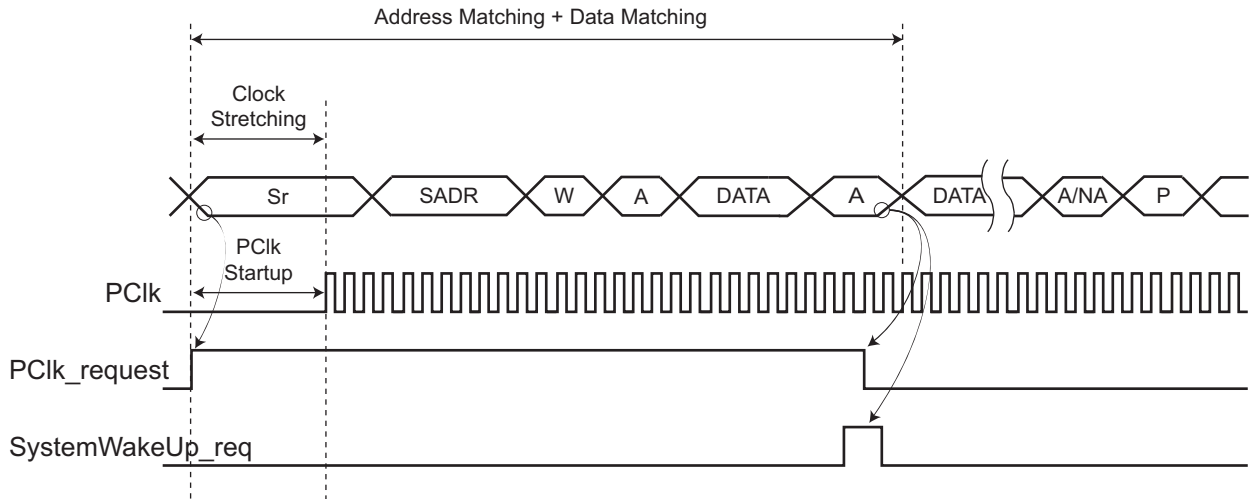 Address Matching + Data Matching
Clock
Stretching
Sr
SADR
W
A
DATA
A
DATA
A/NA
P
PClk
Startup
PClk
PClk_request
SystemWakeUp_req